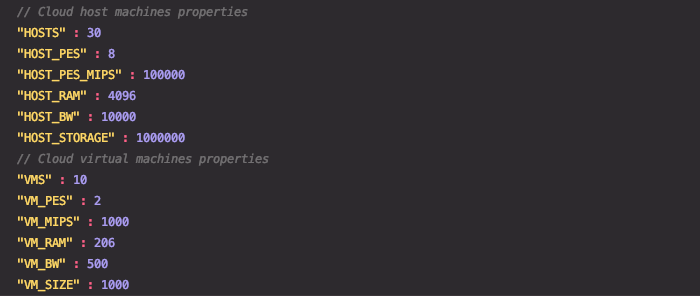 // Cloud host machines properties
"HOSTS" : 30
"HOST_PES" : 8
"HOST_PES_MIPS" : 100000
"HOST_RAM" : 4096
"HOST_BW" : 10000
"HOST_STORAGE" : 1000000
// Cloud virtual machines properties
"VMS" : 10
"VM_PES" : 2
"VM_MIPS" : 1000
"VM_RAM" : 206
"VM_BW" : 500
"VM_SIZE" : 1000